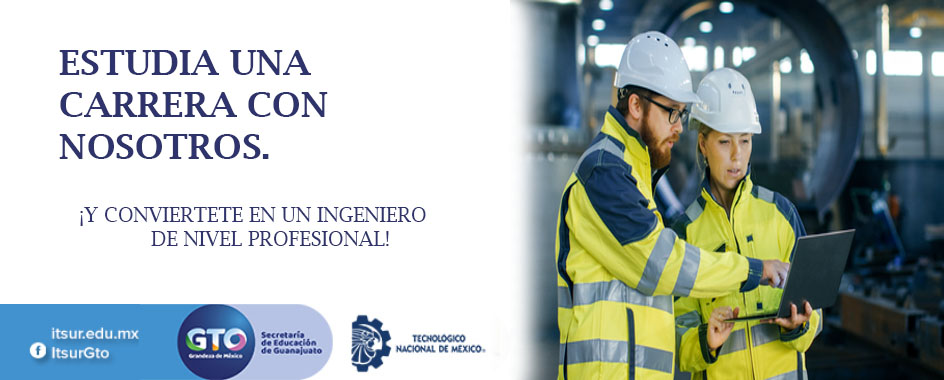 ESTUDIA UNA
CARRERA CON
NOSOTROS.
¡Y CONVIERTETE EN UN INGENIERO
DE NIVEL PROFESIONAL!
itsur.edu.mx
ItsurGto
GTO
Grandeza de México
Secretaría
de Educación
de Guanajuato
TECNOLÓGICO
NACIONAL DE MÉXICO®